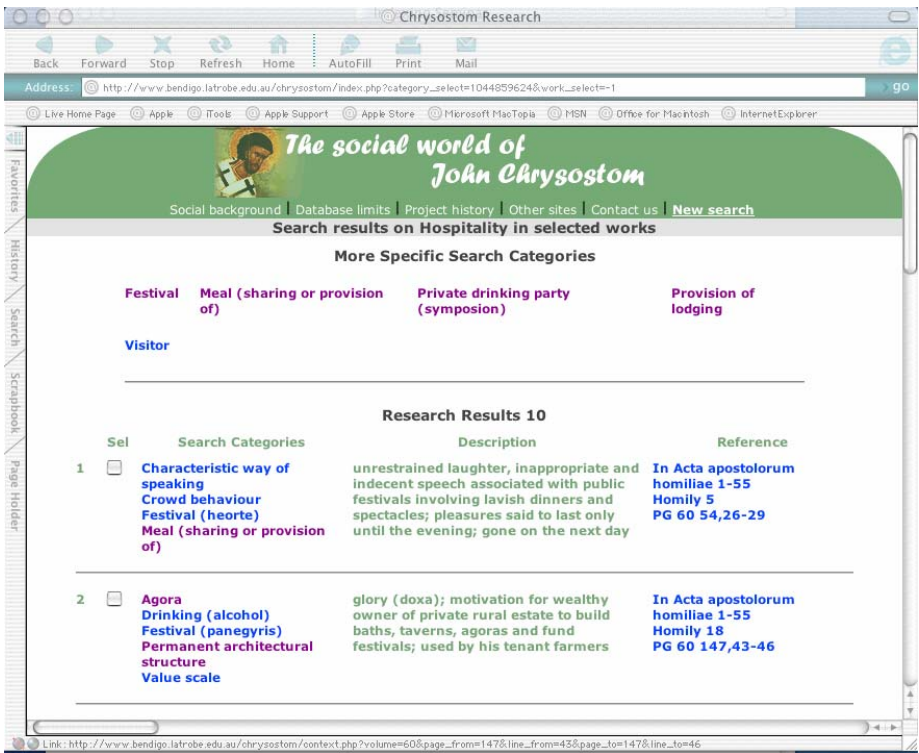 Chrysostom Research
Back Forward Stop Refresh Home AutoFill Print Mail
Address: http://www.bendigo.latrobe.edu.au/chrysostom/index.php?category_select=1044859624&work_select=-1 go
Live Home Page Apple iTools Apple Support Apple Store Microsoft MacTopia MSN Office for Macintosh InternetExplorer
Favorites
History
Search
Scrapbook
Page Holder
The social world of
John Chrysostom
Social background | Database limits | Project history | Other sites | Contact us | New search
Search results on Hospitality in selected works
More Specific Search Categories
Festival Meal (sharing or provision Private drinking party Provision of
of) (symposion) lodging
Visitor
Research Results 10
Sel Search Categories Description Reference
1 Characteristic way of unrestrained laughter, inappropriate and In Acta apostolorum
speaking indecent speech associated with public homiliae 1-55
Crowd behaviour festivals involving lavish dinners and Homily 5
Festival (heorte) spectacles; pleasures said to last only PG 60 54,26-29
Meal (sharing or provision until the evening; gone on the next day
of)
2 Agora glory (doxa); motivation for wealthy In Acta apostolorum
Drinking (alcohol) owner of private rural estate to build homiliae 1-55
Festival (panegyris) baths, taverns, agoras and fund Homily 18
Permanent architectural festivals; used by his tenant farmers PG 60 147,43-46
structure
Value scale
Link: http://www.bendigo.latrobe.edu.au/chrysostom/context.php?volume=60&page_from=147&line_from=43&page_to=147&line_to=46